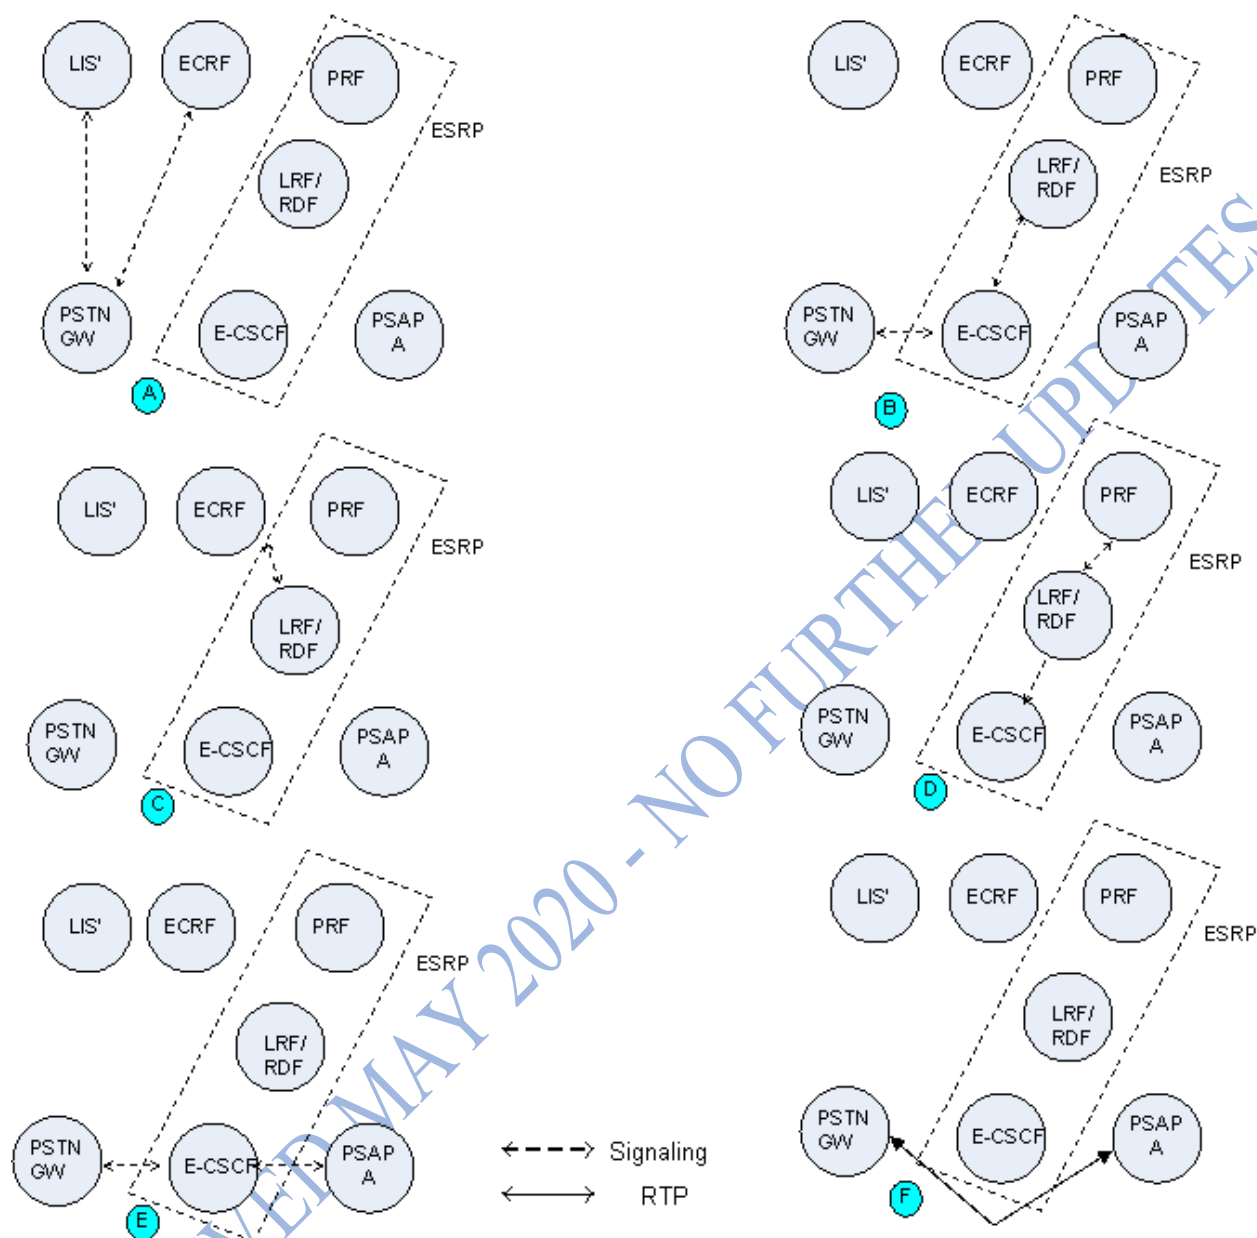 LIS'
ECRF
PRF
ESRP
LRF/
RDF
PSTN
GW
E-CSCF
PSAP
A
A
LIS'
ECRF
PRF
ESRP
LRF/
RDF
PSTN
GW
E-CSCF
PSAP
A
B
LIS'
ECRF
PRF
ESRP
LRF/
RDF
PSTN
GW
E-CSCF
PSAP
A
C
LIS'
ECRF
PRF
ESRP
LRF/
RDF
PSTN
GW
E-CSCF
PSAP
A
D
LIS'
ECRF
PRF
ESRP
LRF/
RDF
PSTN
GW
E-CSCF
PSAP
A
E
Signaling
RTP
LIS'
ECRF
PRF
ESRP
LRF/
RDF
PSTN
GW
E-CSCF
PSAP
A
F
VED MAY 2020 - NO FURTHER UPDATES